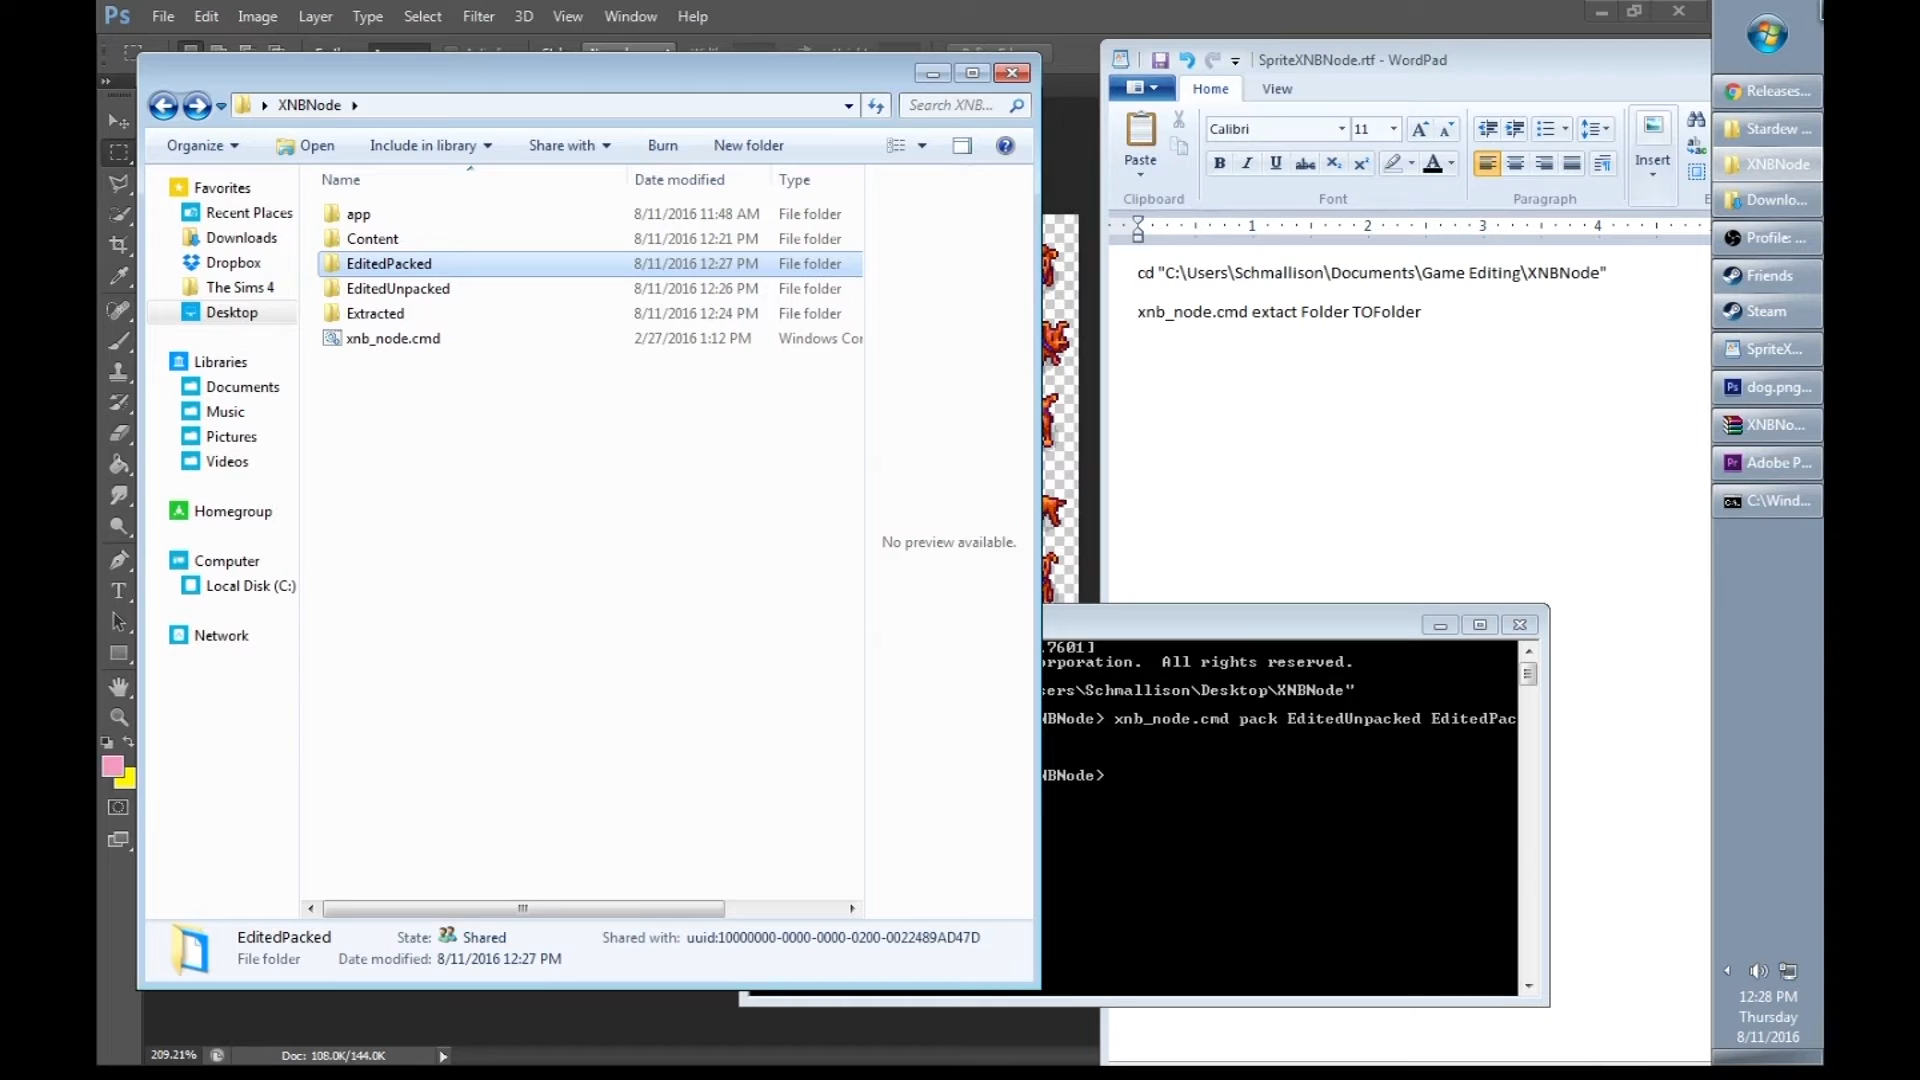 Ps File Edit Image Layer Type Select Filter 3D View Window Help
XNBNode
Search XNB...
Organize Open Include in library Share with Burn New folder
Name Date modified Type
app 8/11/2016 11:48 AM File folder
Content 8/11/2016 12:21 PM File folder
EditedPacked 8/11/2016 12:27 PM File folder
EditedUnpacked 8/11/2016 12:26 PM File folder
Extracted 8/11/2016 12:24 PM File folder
xnb_node.cmd 2/27/2016 1:12 PM Windows Cor
Favorites
Recent Places
Downloads
Dropbox
The Sims 4
Desktop
Libraries
Documents
Music
Pictures
Videos
Homegroup
Computer
Local Disk (C:)
Network
No preview available.
EditedPacked State: Shared Shared with: uuid:10000000-0000-0000-0200-0022489AD47D
File folder Date modified: 8/11/2016 12:27 PM
209.21% Doc: 108.0K/144.0K
SpriteXNBNode.rtf - WordPad
Home View
Calibri 11
Paste
Insert
Clipboard Font Paragraph
1 2 3 4
cd "C:\Users\Schmallison\Documents\Game Editing\XNBNode"
xnb_node.cmd extact Folder TOFolder
.7601]
orporation. All rights reserved.
sers\Schmallison\Desktop\XNBNode"
NBNode> xnb_node.cmd pack EditedUnpacked EditedPac
NBNode>
Releases...
Stardew ...
XNBNode
Downlo...
Profile: ...
Friends
Steam
SpriteX...
Ps dog.png...
XNBNo...
Pr Adobe P...
C:\Wind...
12:28 PM
Thursday
8/11/2016